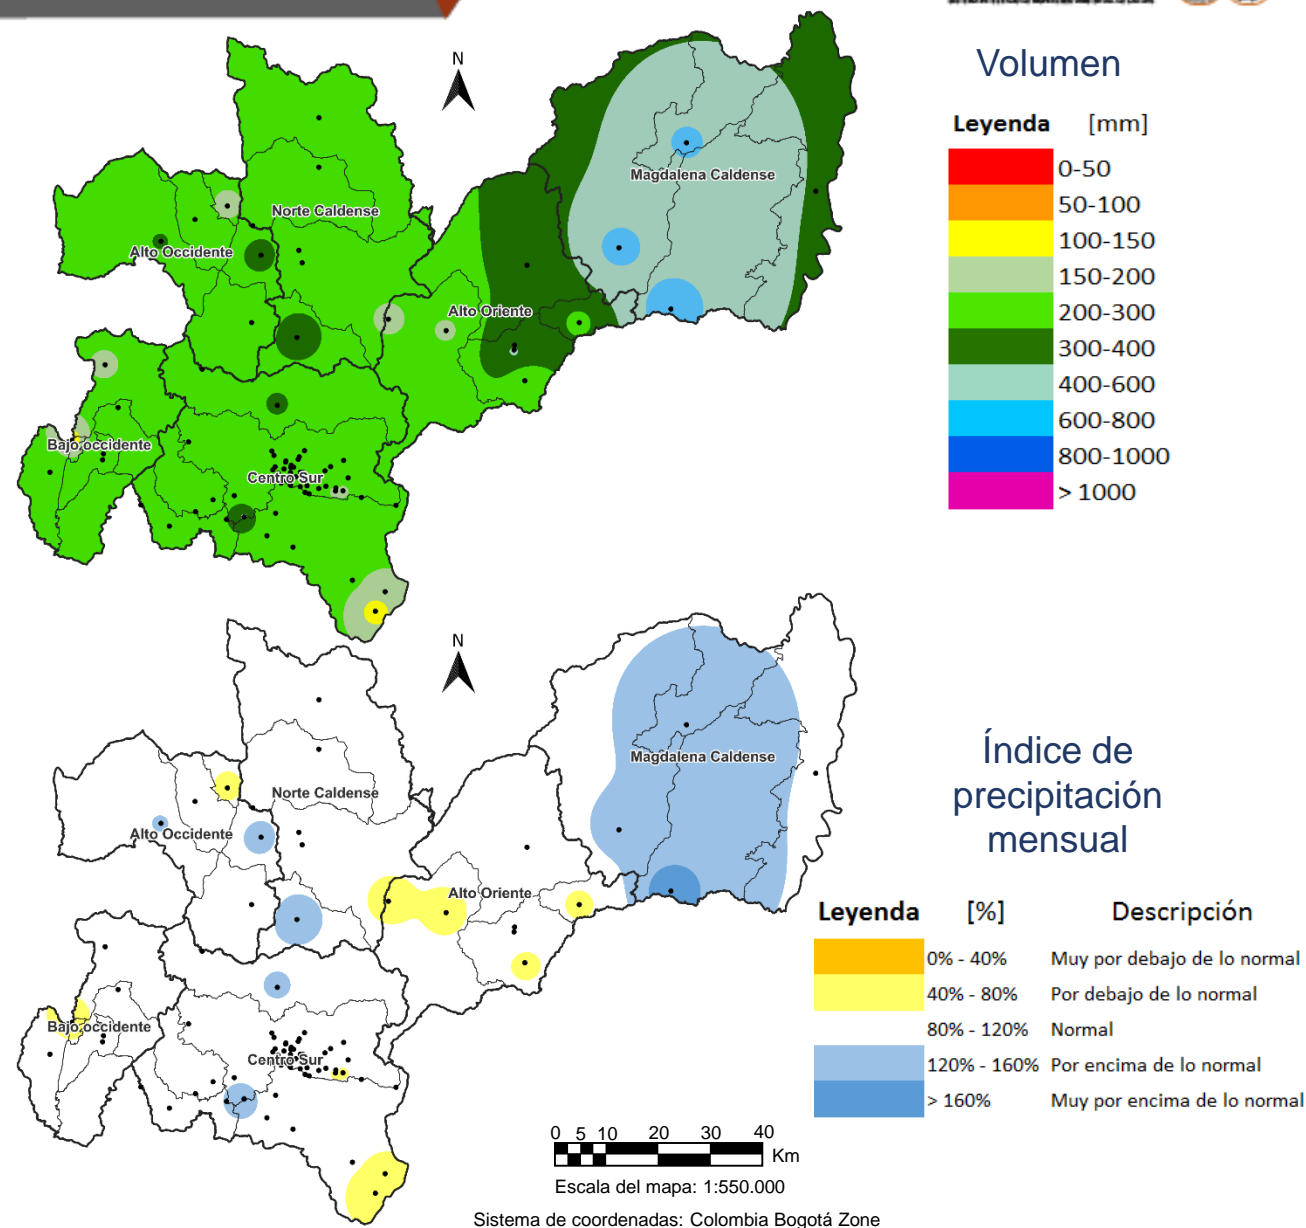 Volumen
Leyenda [mm]
0-50
50-100
100-150
150-200
200-300
300-400
400-600
600-800
800-1000
> 1000
N
Magdalena Caldense
Norte Caldense
Alto Occidente
Alto Oriente
Bajo occidente
Centro Sur
N
Magdalena Caldense
Norte Caldense
Alto Occidente
Alto Oriente
Bajo occidente
Centro Sur
Índice de
precipitación
mensual
Leyenda [%] Descripción
0% - 40% Muy por debajo de lo normal
40% - 80% Por debajo de lo normal
80% - 120% Normal
120% - 160% Por encima de lo normal
> 160% Muy por encima de lo normal
0 5 10 20 30 40
Km
Escala del mapa: 1:550.000
Sistema de coordenadas: Colombia Bogotá Zone